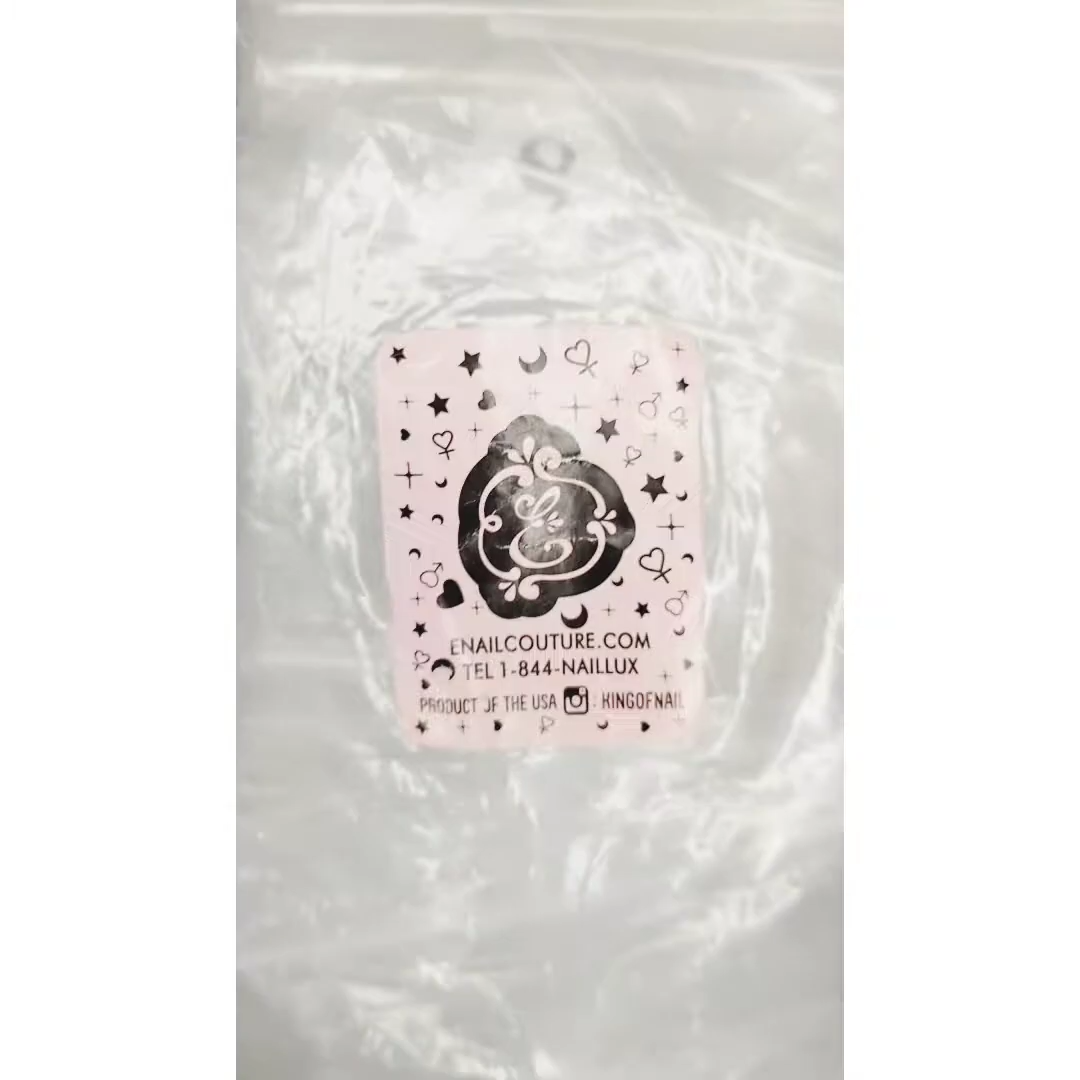 ENAILCOUTURE.COM
TEL 1-844-NAILLUX
PRODUCT OF THE USA : KINGOFNAIL